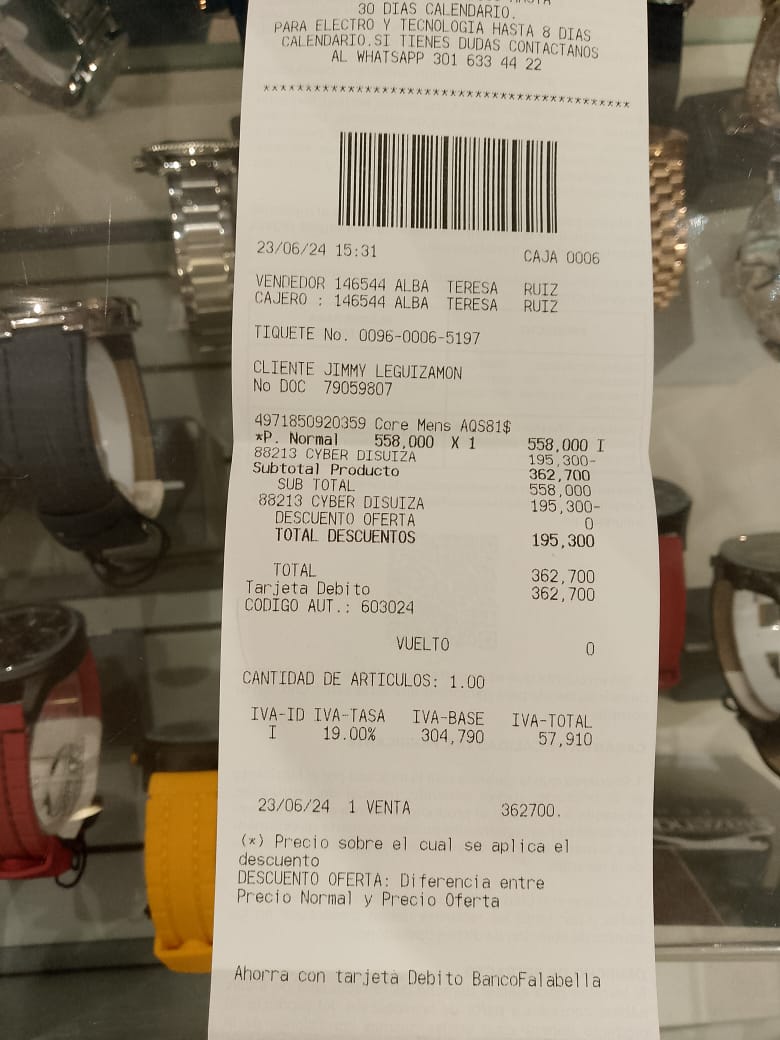 30 DIAS CALENDARIO.
PARA ELECTRO Y TECNOLOGIA HASTA 8 DIAS
CALENDARIO.SI TIENES DUDAS CONTACTANOS
AL WHATSAPP 301 633 44 22
****************************************
23/06/24 15:31 CAJA 0006
VENDEDOR 146544 ALBA TERESA RUIZ
CAJERO : 146544 ALBA TERESA RUIZ
TIQUETE No. 0096-0006-5197
CLIENTE JIMMY LEGUIZAMON
No DOC 79059807
4971850920359 Core Mens AQS81$
*P. Normal 558,000 X 1 558,000 I
88213 CYBER DISUIZA 195,300-
Subtotal Producto 362,700
SUB TOTAL 558,000
88213 CYBER DISUIZA 195,300-
DESCUENTO OFERTA 0
TOTAL DESCUENTOS 195,300
TOTAL 362,700
Tarjeta Debito 362,700
CODIGO AUT.: 603024
VUELTO 0
CANTIDAD DE ARTICULOS: 1.00
IVA-ID IVA-TASA IVA-BASE IVA-TOTAL
I 19.00% 304,790 57,910
23/06/24 1 VENTA 362700.
(*) Precio sobre el cual se aplica el
descuento
DESCUENTO OFERTA: Diferencia entre
Precio Normal y Precio Oferta
Ahorra con tarjeta Debito BancoFalabella